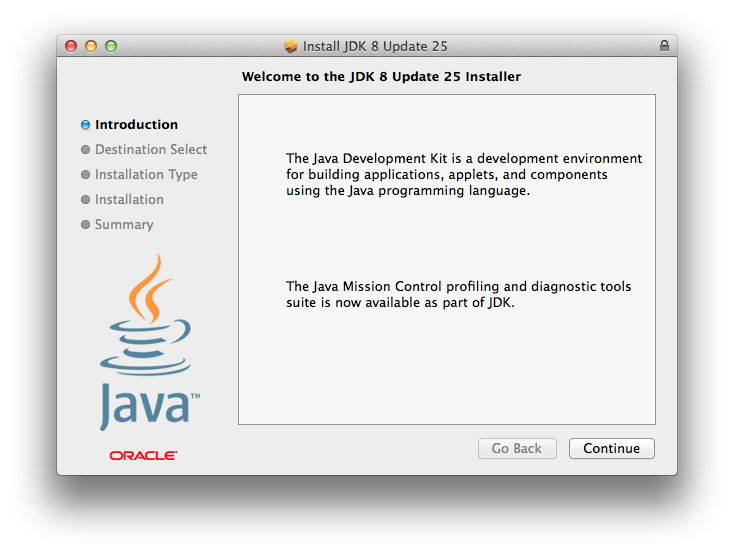 Install JDK 8 Update 25
Welcome to the JDK 8 Update 25 Installer
Introduction
Destination Select
Installation Type
Installation
Summary
The Java Development Kit is a development environment
for building applications, applets, and components
using the Java programming language.
The Java Mission Control profiling and diagnostic tools
suite is now available as part of JDK.
Java™
ORACLE
Go Back
Continue